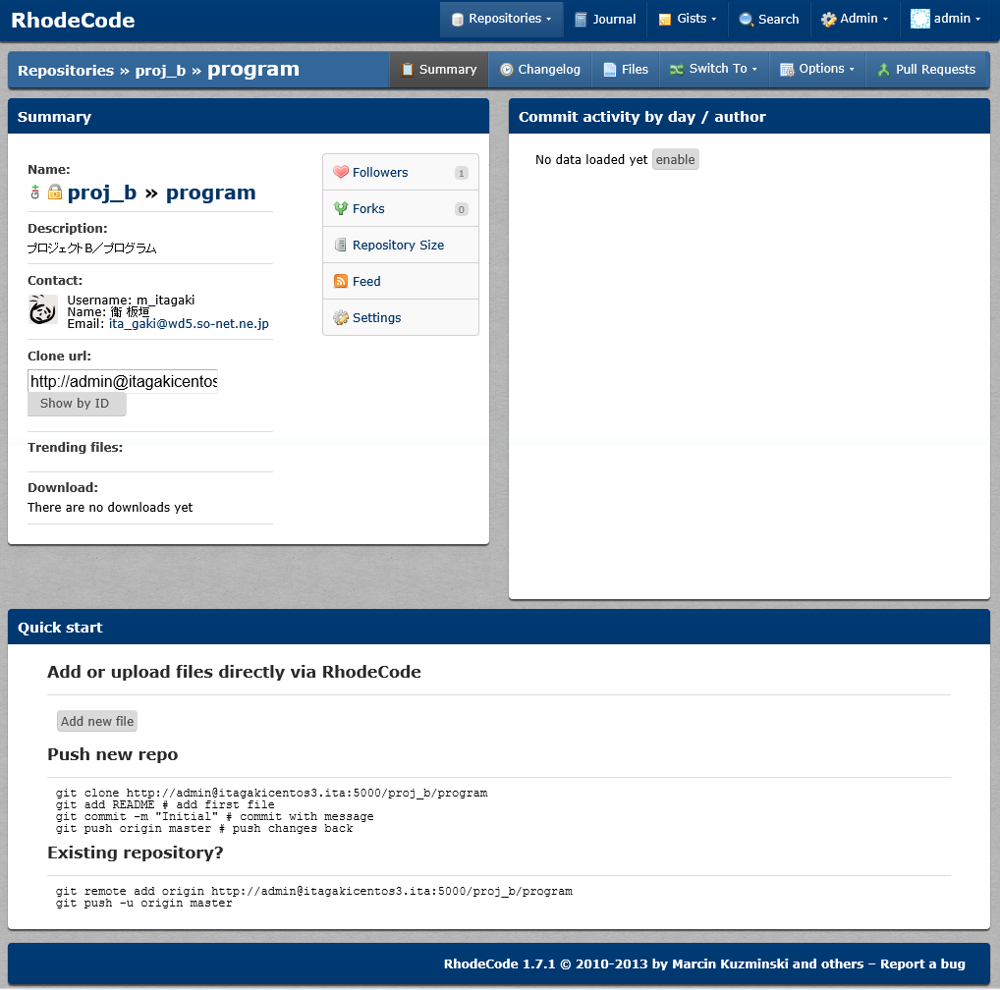 RhodeCode
Repositories Journal Gists Search Admin admin
Repositories » proj_b » program
Summary Changelog Files Switch To Options Pull Requests
Summary
Name:
proj_b » program
Description:
プロジェクトB／プログラム
Contact:
Username: m_itagaki
Name: 衛 板垣
Email: ita_gaki@wd5.so-net.ne.jp
Clone url:
http://admin@itagakicentos
Show by ID
Trending files:
Download:
There are no downloads yet
Followers 1
Forks 0
Repository Size
Feed
Settings
Commit activity by day / author
No data loaded yet enable
Quick start
Add or upload files directly via RhodeCode
Add new file
Push new repo
git clone http://admin@itagakicentos3.ita:5000/proj_b/program
git add README # add first file
git commit -m "Initial" # commit with message
git push origin master # push changes back
Existing repository?
git remote add origin http://admin@itagakicentos3.ita:5000/proj_b/program
git push -u origin master
RhodeCode 1.7.1 © 2010-2013 by Marcin Kuzminski and others – Report a bug